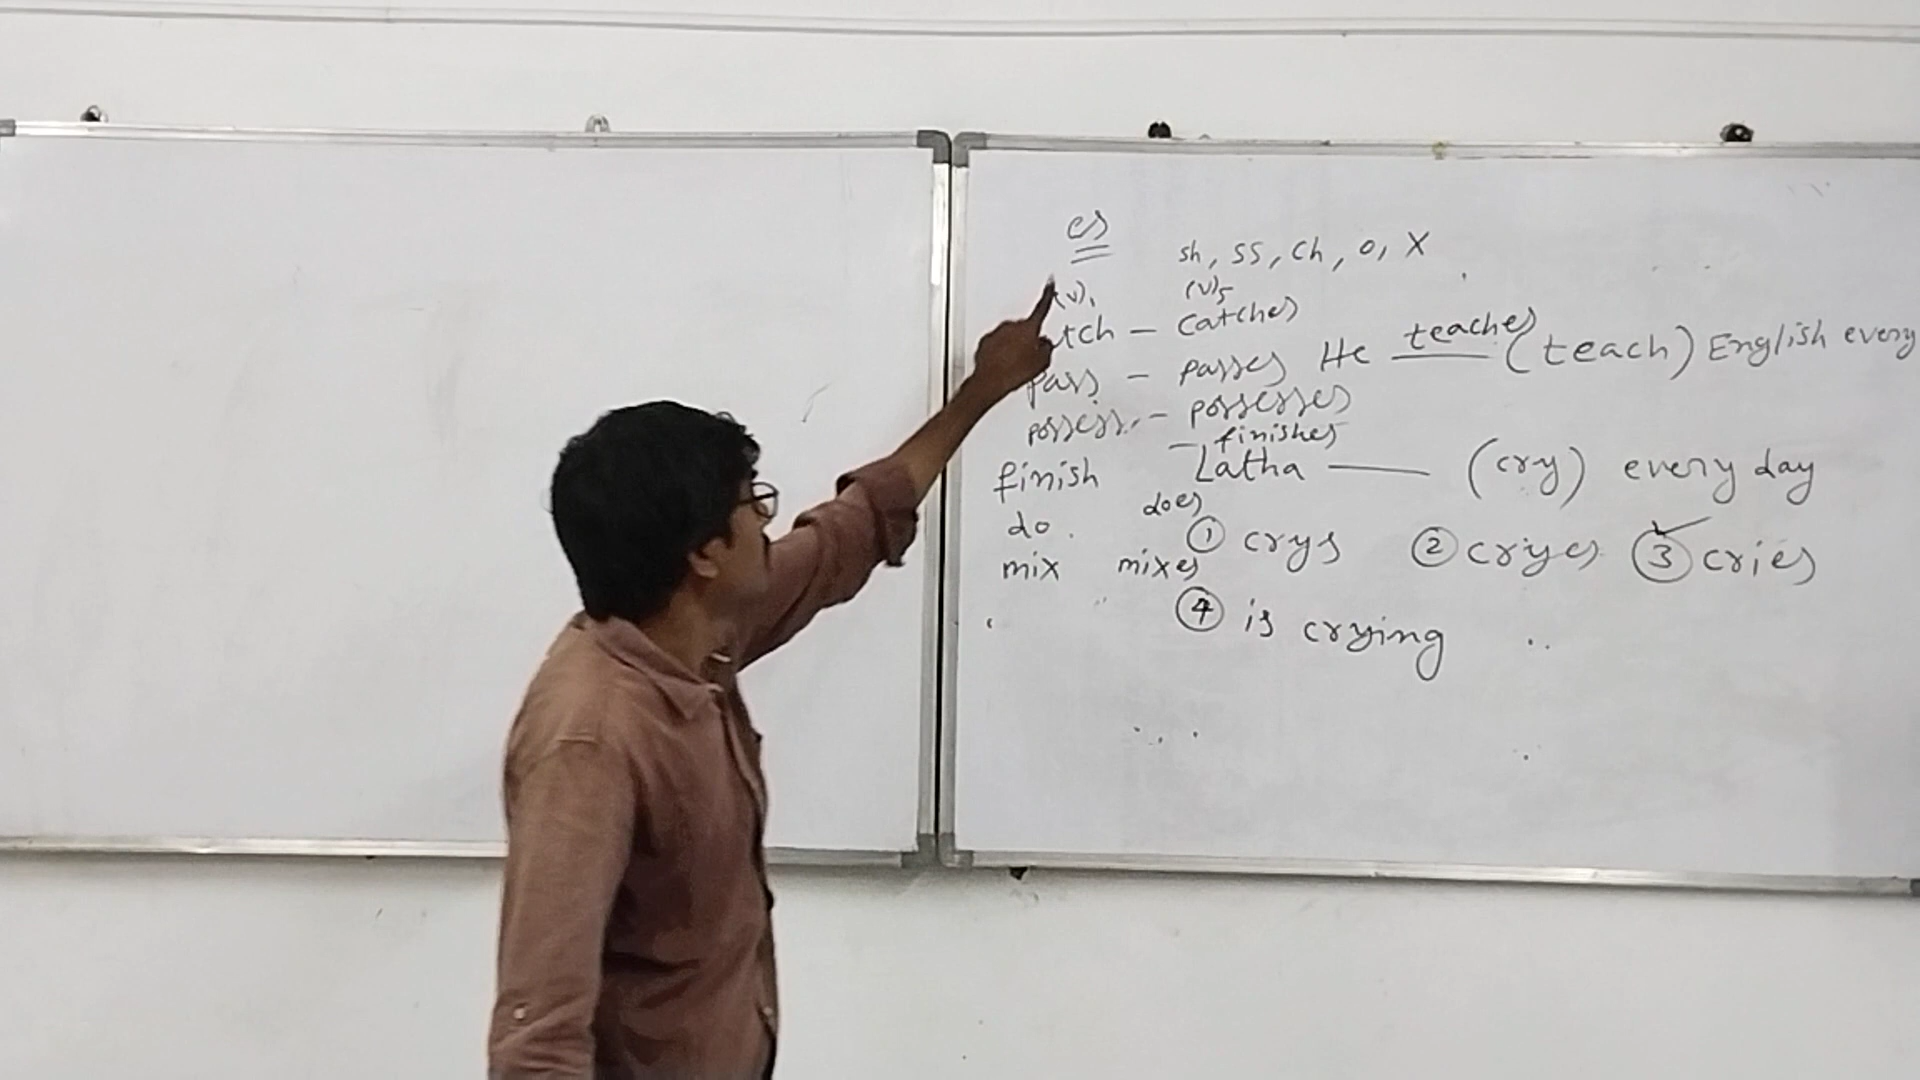 es sh, ss, ch, o, x
(v)1 (v)5
tch - catches
pass - passes He teaches (teach) English every
possess - possesses
finish - finishes
Latha ____ (cry) every day
do does
① crys ② cryes ③ cries
mix mixes
④ is crying